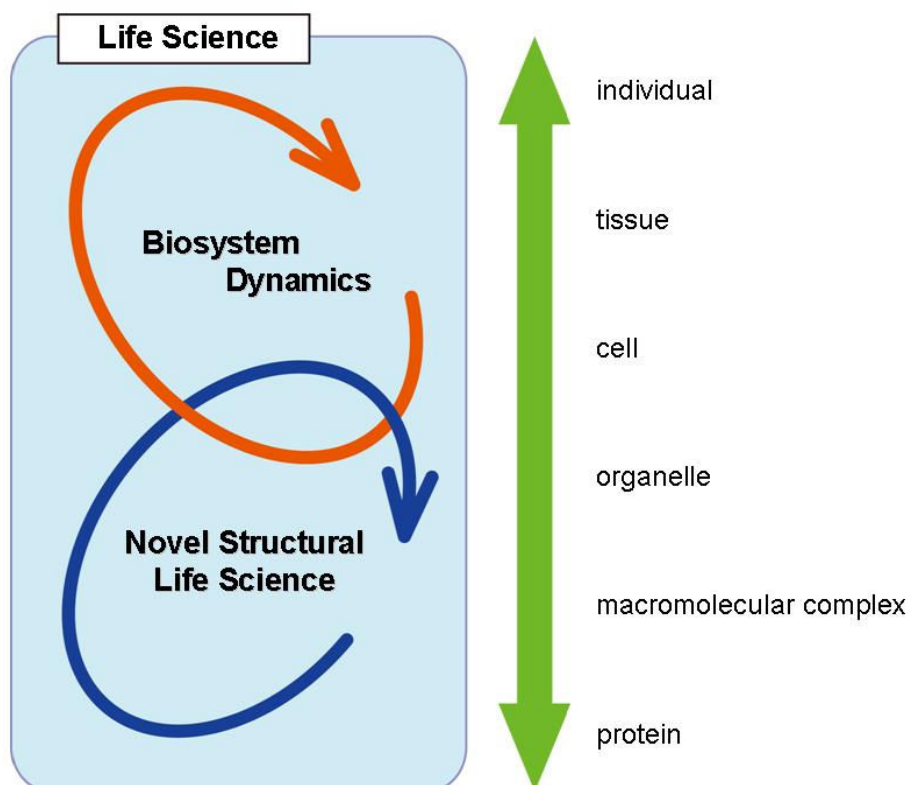 Life Science
Biosystem
Dynamics
Novel Structural
Life Science
individual
tissue
cell
organelle
macromolecular complex
protein